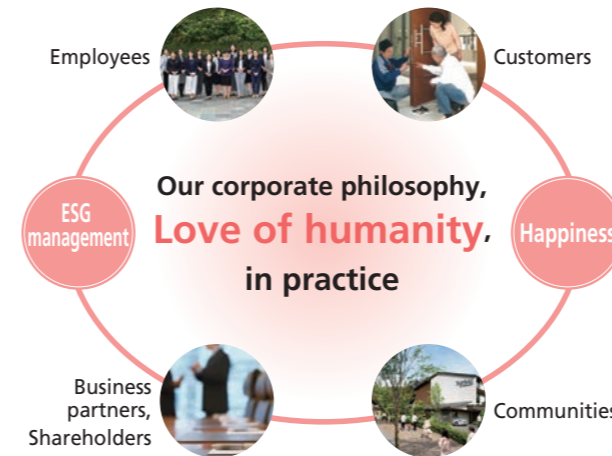 Employees
Customers
Our corporate philosophy,
ESG
management
Love of humanity,
Happiness
in practice
Business
partners,
Shareholders
Communities